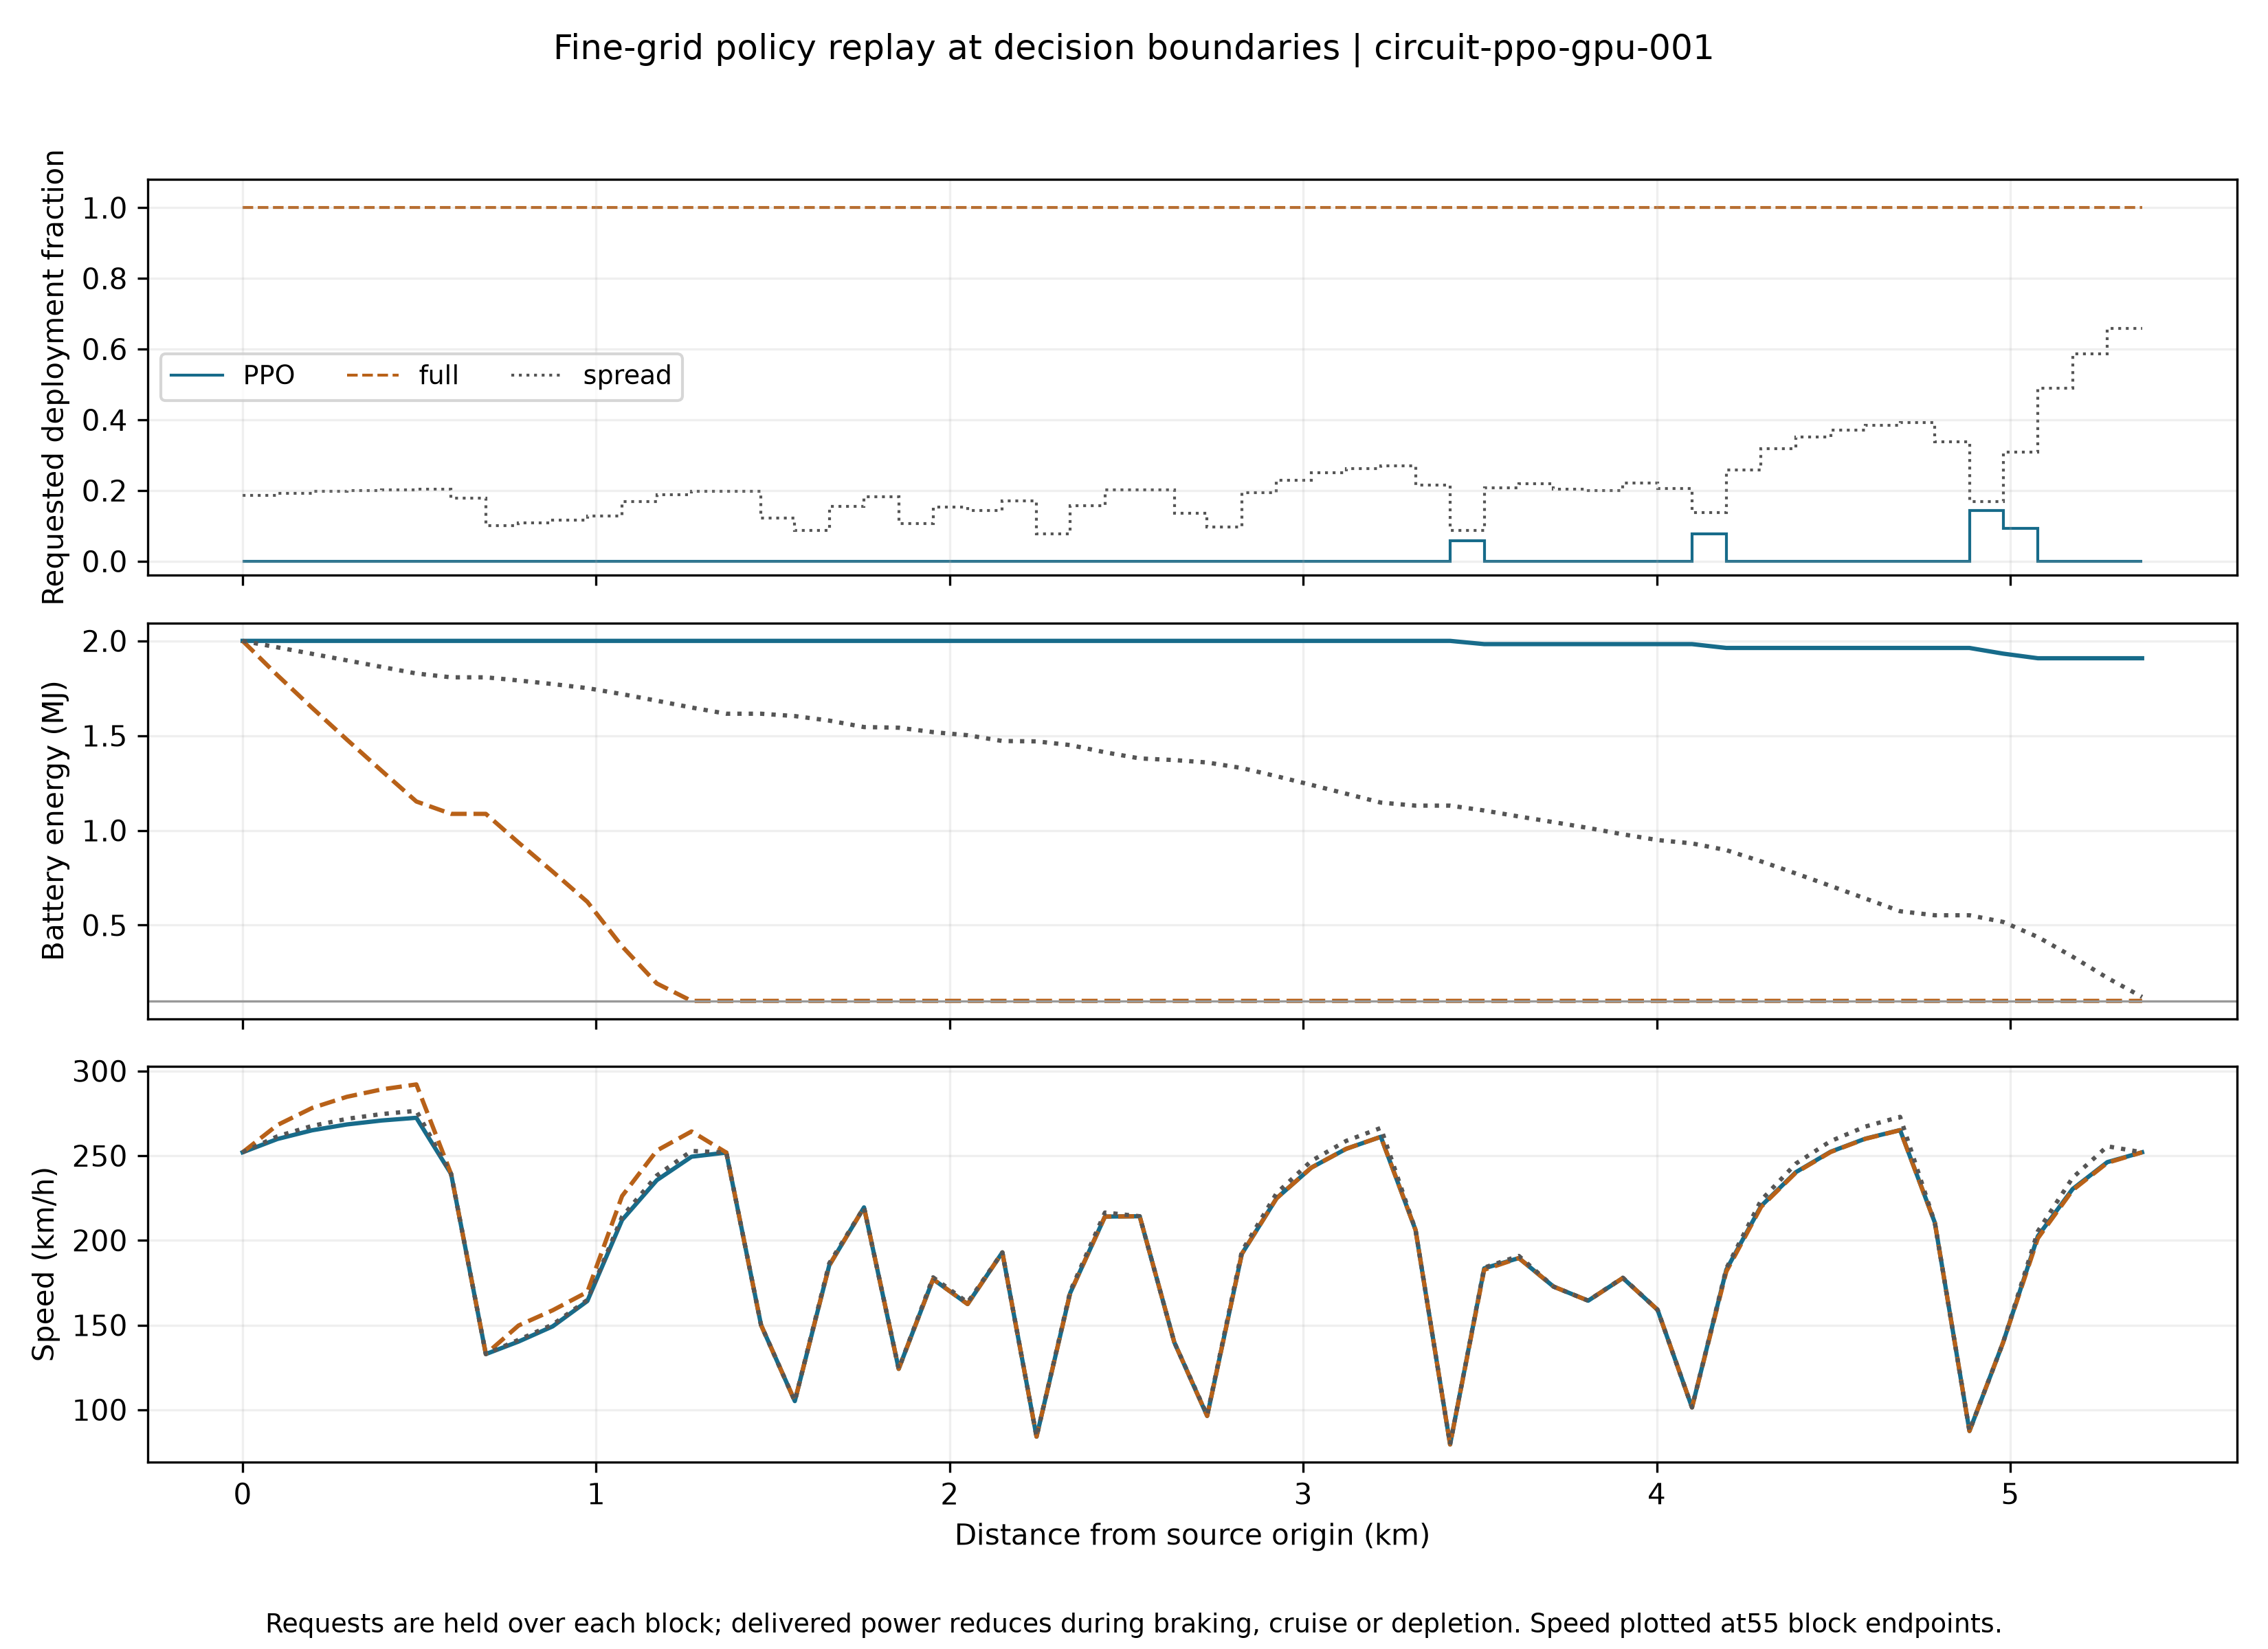 Fine-grid policy replay at decision boundaries | circuit-ppo-gpu-001
Requested deployment fraction
1.0
0.8
0.6
0.4
0.2
0.0
PPO full spread
Battery energy (MJ)
2.0
1.5
1.0
0.5
Speed (km/h)
300
250
200
150
100
0 1 2 3 4 5
Distance from source origin (km)
Requests are held over each block; delivered power reduces during braking, cruise or depletion. Speed plotted at55 block endpoints.